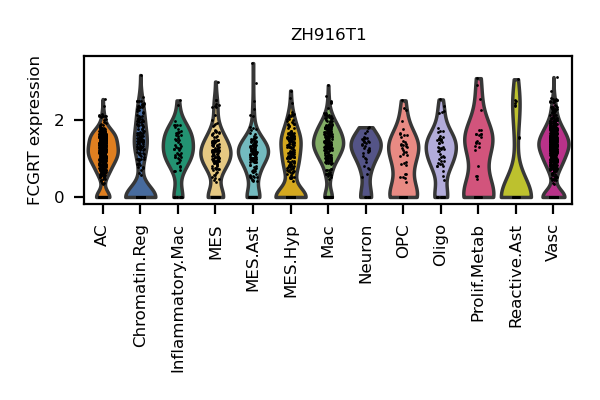 ZH916T1
FCGRT expression
2
0
AC
Chromatin.Reg
Inflammatory.Mac
MES
MES.Ast
MES.Hyp
Mac
Neuron
OPC
Oligo
Prolif.Metab
Reactive.Ast
Vasc